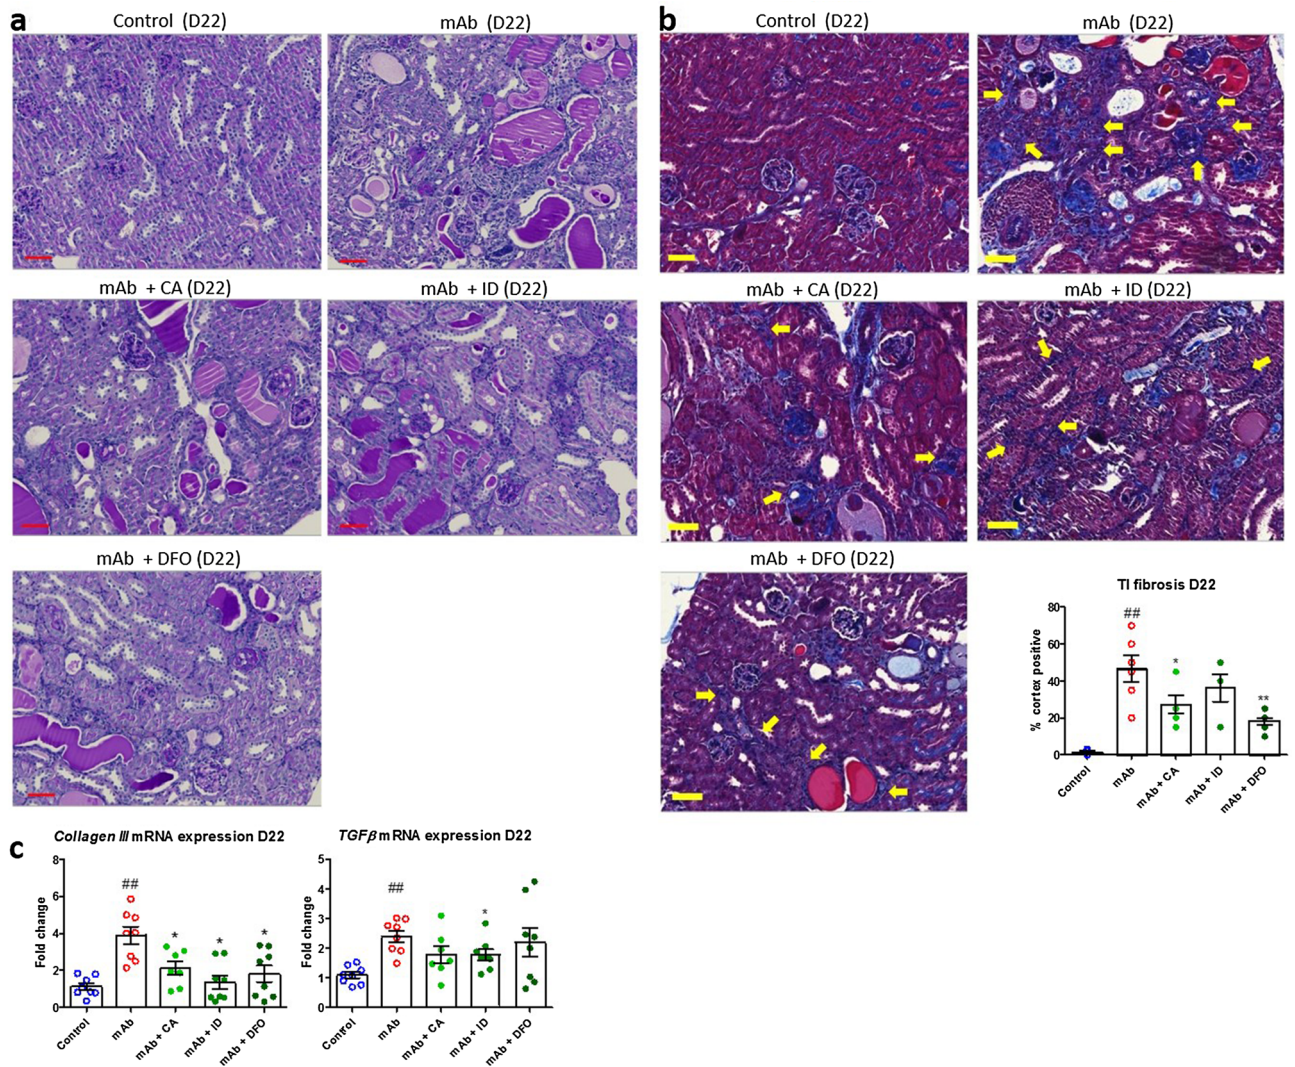 a
Control (D22)
mAb (D22)
mAb + CA (D22)
mAb + ID (D22)
mAb + DFO (D22)
b
Control (D22)
mAb (D22)
mAb + CA (D22)
mAb + ID (D22)
mAb + DFO (D22)
TI fibrosis D22
% cortex positive
80
60
40
20
0
##
*
**
Control
mAb
mAb + CA
mAb + ID
mAb + DFO
c
Collagen III mRNA expression D22
Fold change
8
6
4
2
0
##
*
*
*
Control
mAb
mAb + CA
mAb + ID
mAb + DFO
TGFβ mRNA expression D22
Fold change
5
4
3
2
1
0
##
*
Control
mAb
mAb + CA
mAb + ID
mAb + DFO